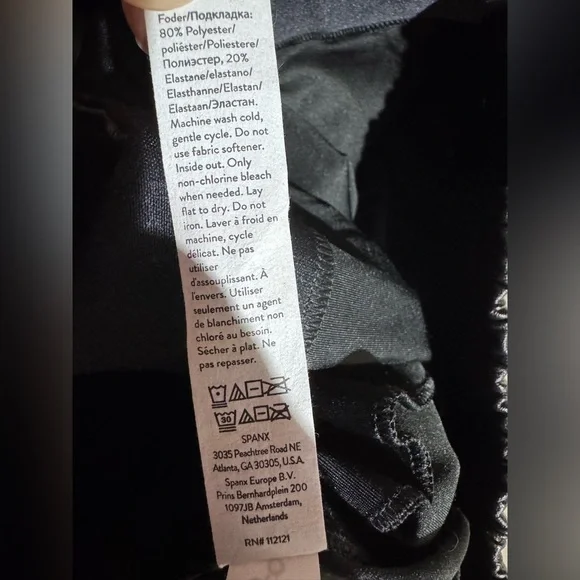 Foder/Подкладка:
80% Polyester/
poliéster/Poliestere/
Полиэстер, 20%
Elastane/elastano/
Elasthanne/Elastan/
Elastaan/Эластан.
Machine wash cold,
gentle cycle. Do not
use fabric softener.
Inside out. Only
non-chlorine bleach
when needed. Lay
flat to dry. Do not
iron. Laver à froid en
machine, cycle
délicat. Ne pas
utiliser
d'assouplissant. À
l'envers. Utiliser
seulement un agent
de blanchiment non
chloré au besoin.
Sécher à plat. Ne
pas repasser.
30
SPANX
3035 Peachtree Road NE
Atlanta, GA 30305, U.S.A.
Spanx Europe B.V.
Prins Bernhardplein 200
1097JB Amsterdam,
Netherlands
RN# 112121